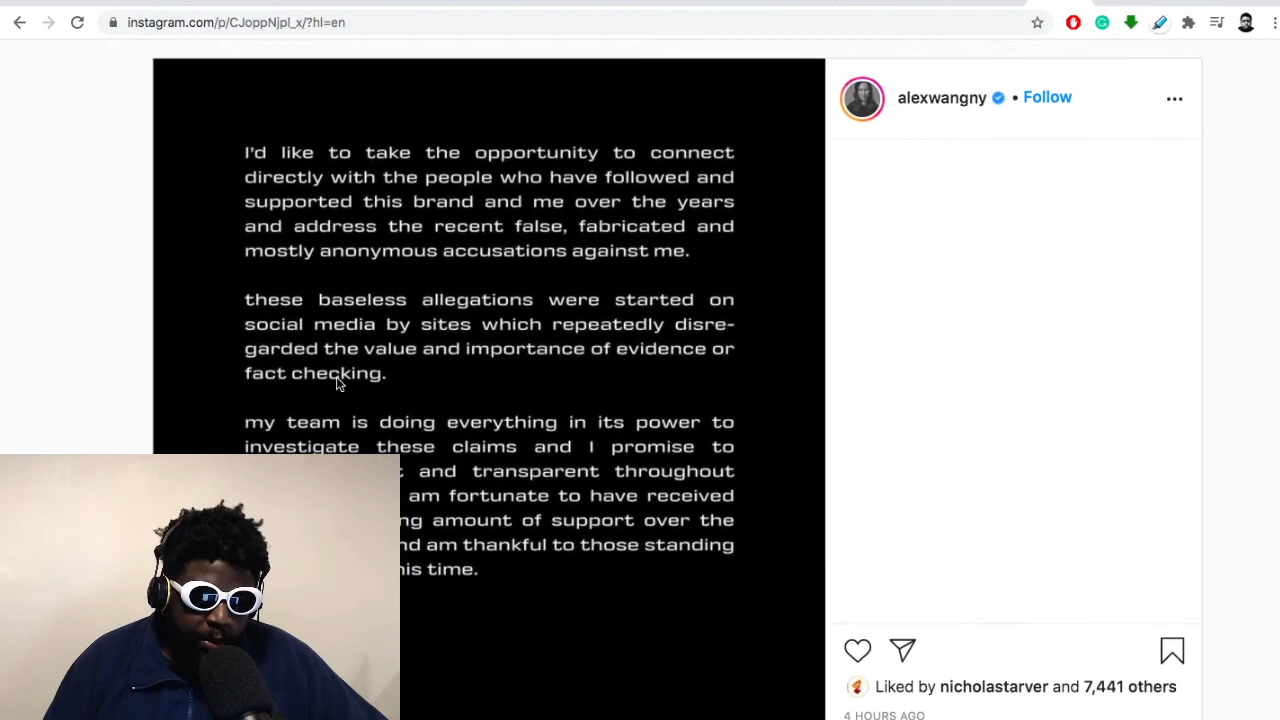 instagram.com/p/CJoppNjpl_x/?hl=en
alexwangny • Follow
I'd like to take the opportunity to connect
directly with the people who have followed and
supported this brand and me over the years
and address the recent false, fabricated and
mostly anonymous accusations against me.
these baseless allegations were started on
social media by sites which repeatedly disre-
garded the value and importance of evidence or
fact checking.
my team is doing everything in its power to
investigate these claims and I promise to
and transparent throughout
am fortunate to have received
amount of support over the
am thankful to those standing
time.
Liked by nicholastarver and 7,441 others
4 HOURS AGO